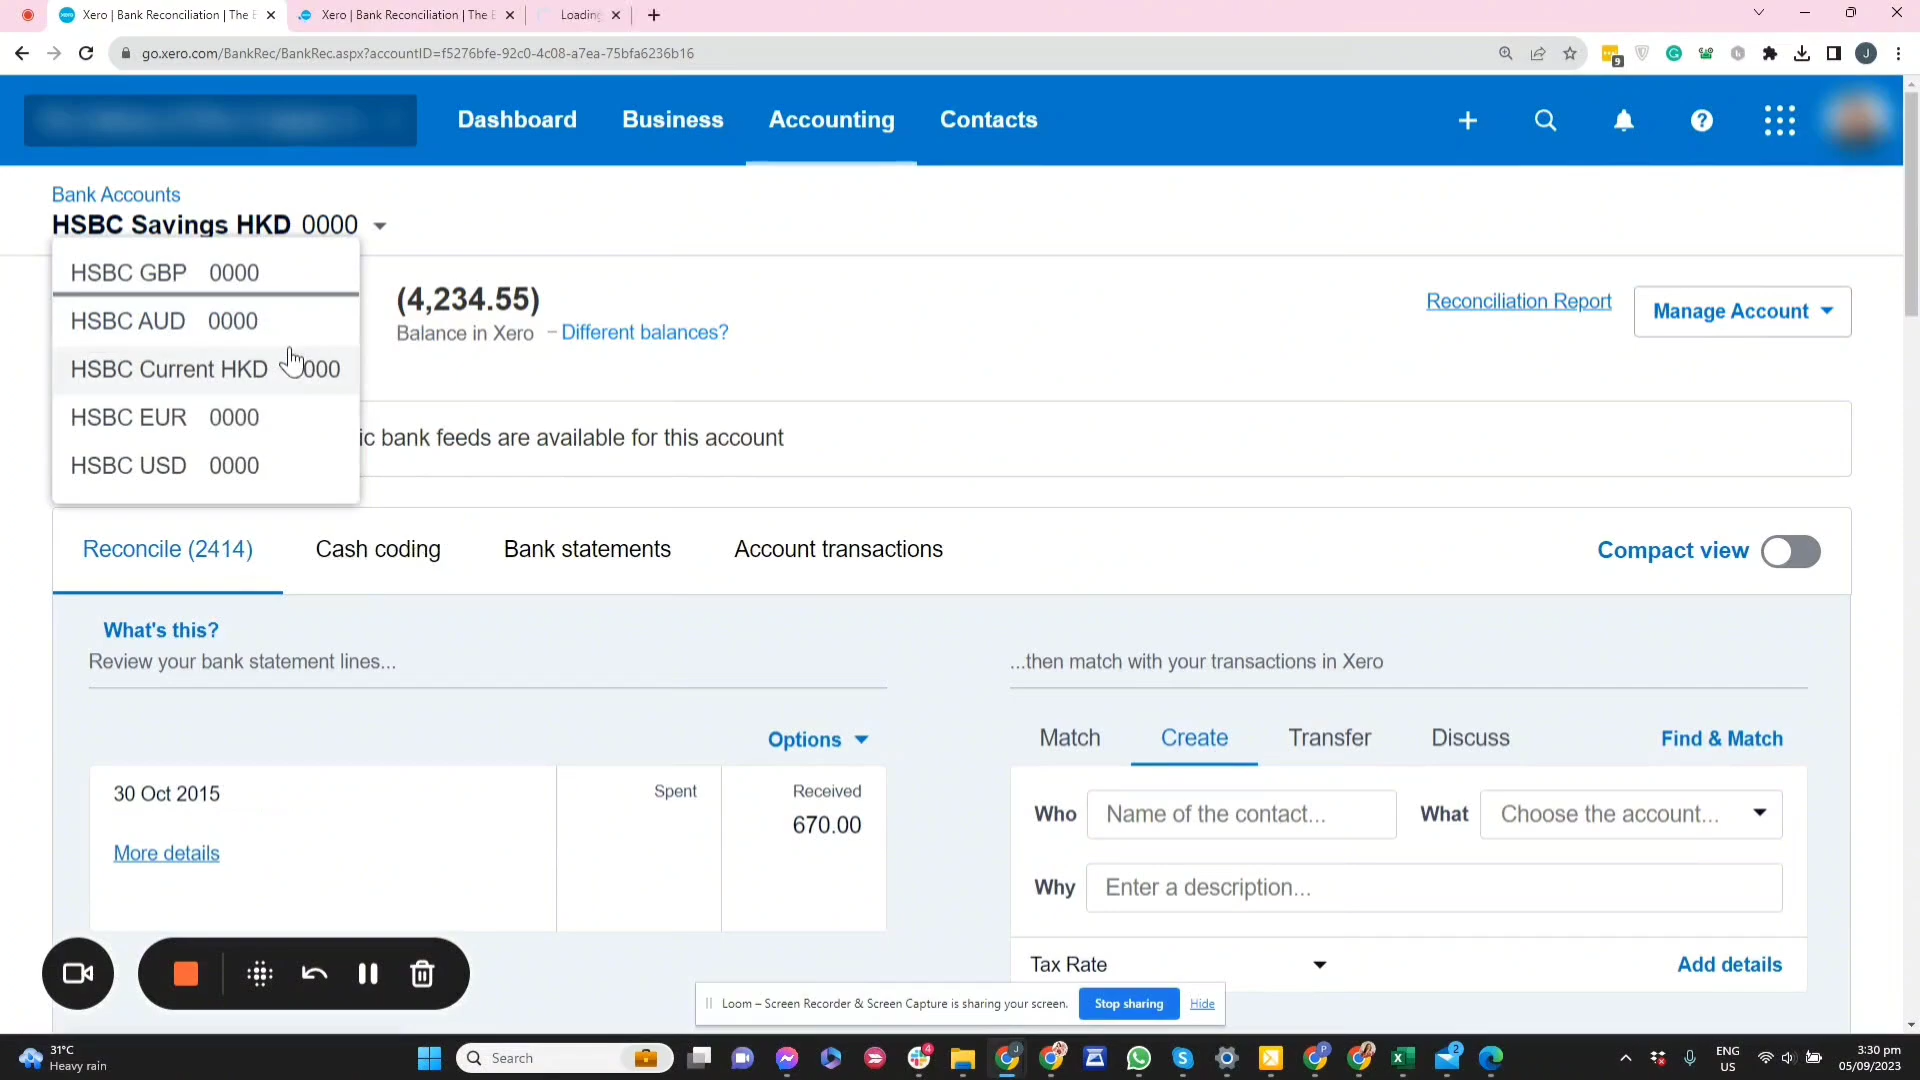 Xero | Bank Reconciliation | The E
Xero | Bank Reconciliation | The E
Loading
go.xero.com/BankRec/BankRec.aspx?accountID=f5276bfe-92c0-4c08-a7ea-75bfa6236b16
9
J
Dashboard
Business
Accounting
Contacts
Bank Accounts
HSBC Savings HKD 0000
HSBC GBP 0000
HSBC AUD 0000
HSBC Current HKD 0000
HSBC EUR 0000
HSBC USD 0000
(4,234.55)
Balance in Xero – Different balances?
Reconciliation Report
Manage Account
ic bank feeds are available for this account
Reconcile (2414)
Cash coding
Bank statements
Account transactions
Compact view
What's this?
Review your bank statement lines...
...then match with your transactions in Xero
Options
Match
Create
Transfer
Discuss
Find & Match
30 Oct 2015
More details
Spent
Received
670.00
Who
Name of the contact...
What
Choose the account...
Why
Enter a description...
Tax Rate
Add details
Loom – Screen Recorder & Screen Capture is sharing your screen.
Stop sharing
Hide
31°C
Heavy rain
Search
4
2
ENG
US
3:30 pm
05/09/2023